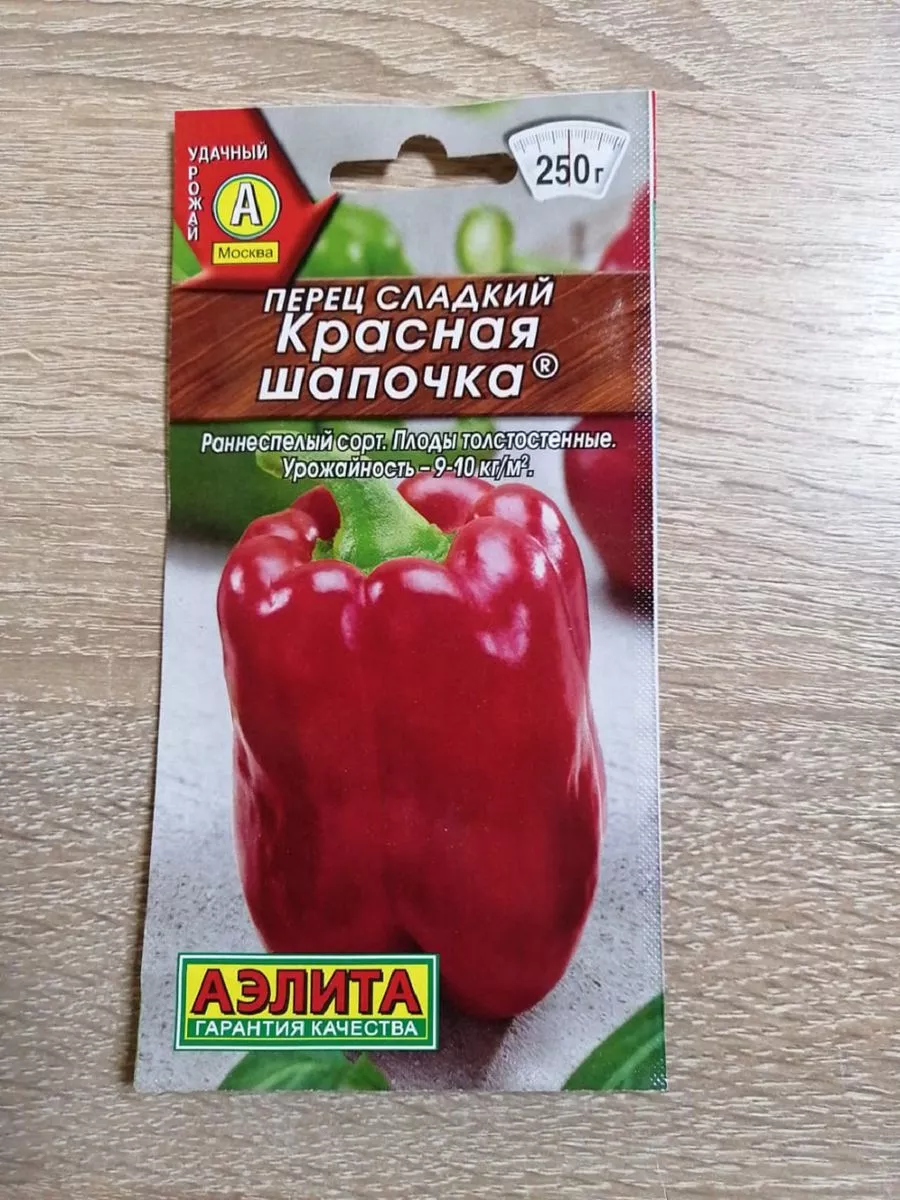 УДАЧНЫЙ
УРОЖАЙ
А
Москва
250 г
ПЕРЕЦ СЛАДКИЙ
Красная
шапочка®
Раннеспелый сорт. Плоды толстостенные.
Урожайность – 9-10 кг/м².
АЭЛИТА
ГАРАНТИЯ КАЧЕСТВА